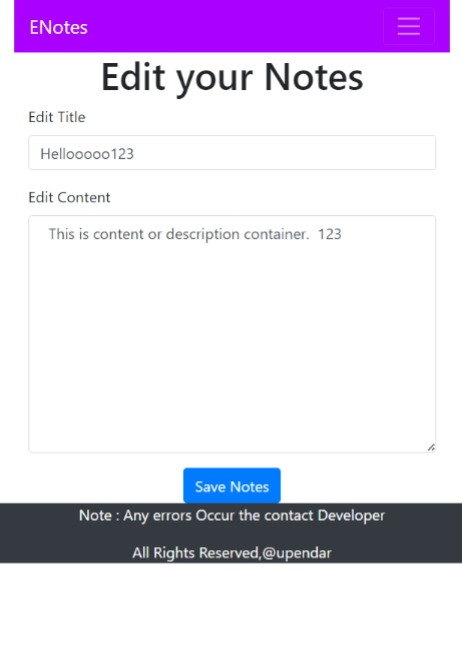 ENotes
Edit your Notes
Edit Title
Hellooooo123
Edit Content
This is content or description container.  123
Save Notes
Note : Any errors Occur the contact Developer
All Rights Reserved,@upendar